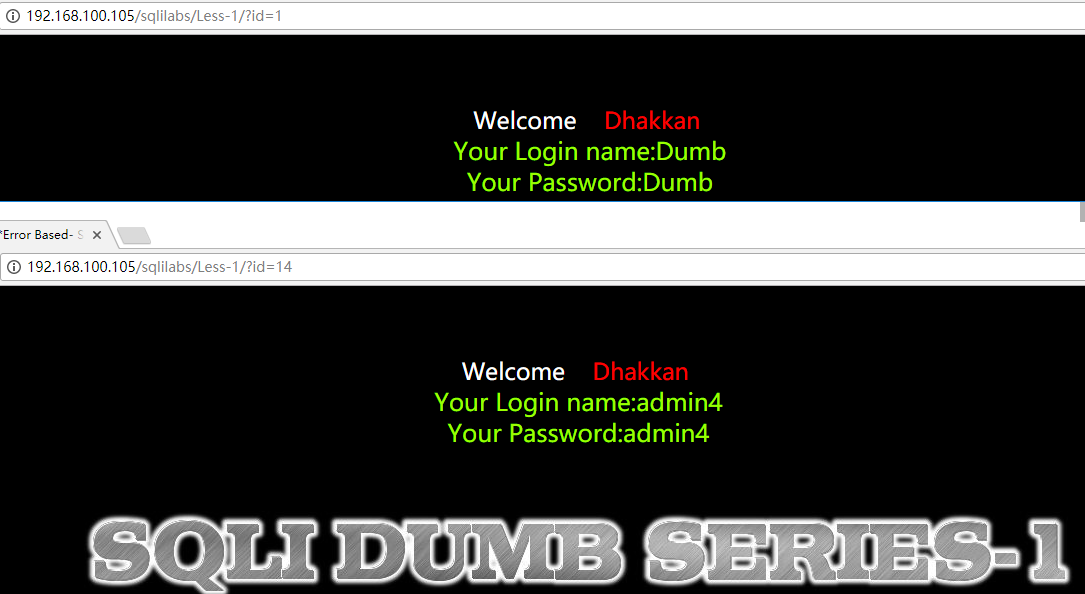 192.168.100.105/sqlilabs/Less-1/?id=1
Welcome Dhakkan
Your Login name:Dumb
Your Password:Dumb
*Error Based- S
192.168.100.105/sqlilabs/Less-1/?id=14
Welcome Dhakkan
Your Login name:admin4
Your Password:admin4
SQLI DUMB SERIES-1